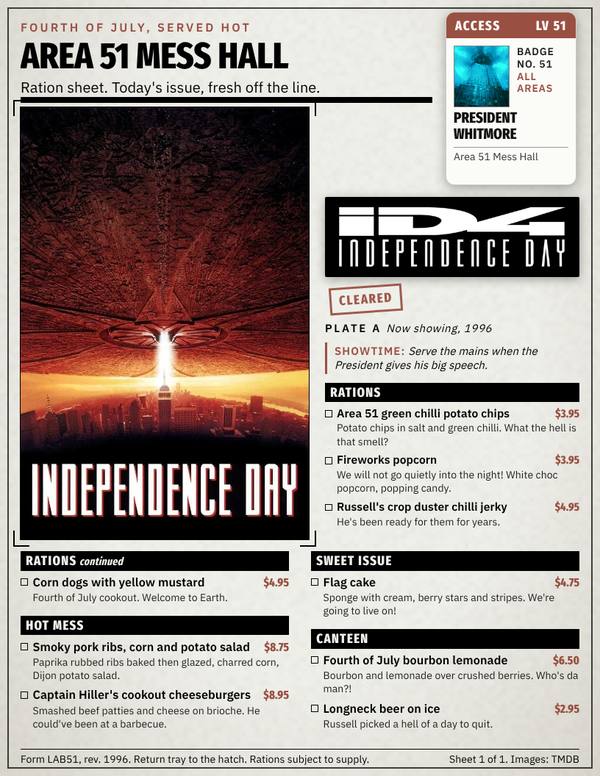 FOURTH OF JULY, SERVED HOT
AREA 51 MESS HALL
Ration sheet. Today's issue, fresh off the line.
ACCESS LV 51
BADGE
NO. 51
ALL
AREAS
PRESIDENT
WHITMORE
Area 51 Mess Hall
INDEPENDENCE DAY
ID4
INDEPENDENCE DAY
CLEARED
PLATE A Now showing, 1996
SHOWTIME: Serve the mains when the
President gives his big speech.
RATIONS
Area 51 green chilli potato chips $3.95
Potato chips in salt and green chilli. What the hell is
that smell?
Fireworks popcorn $3.95
We will not go quietly into the night! White choc
popcorn, popping candy.
Russell's crop duster chilli jerky $4.95
He's been ready for them for years.
RATIONS continued
Corn dogs with yellow mustard $4.95
Fourth of July cookout. Welcome to Earth.
HOT MESS
Smoky pork ribs, corn and potato salad $8.75
Paprika rubbed ribs baked then glazed, charred corn,
Dijon potato salad.
Captain Hiller's cookout cheeseburgers $8.95
Smashed beef patties and cheese on brioche. He
could've been at a barbecue.
SWEET ISSUE
Flag cake $4.75
Sponge with cream, berry stars and stripes. We're
going to live on!
CANTEEN
Fourth of July bourbon lemonade $6.50
Bourbon and lemonade over crushed berries. Who's da
man?!
Longneck beer on ice $2.95
Russell picked a hell of a day to quit.
Form LAB51, rev. 1996. Return tray to the hatch. Rations subject to supply.
Sheet 1 of 1. Images: TMDB